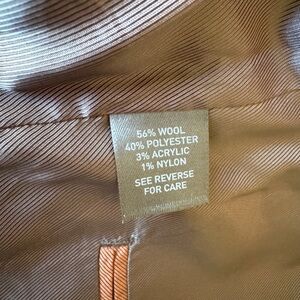 56% WOOL
40% POLYESTER
3% ACRYLIC
1% NYLON
SEE REVERSE
FOR CARE